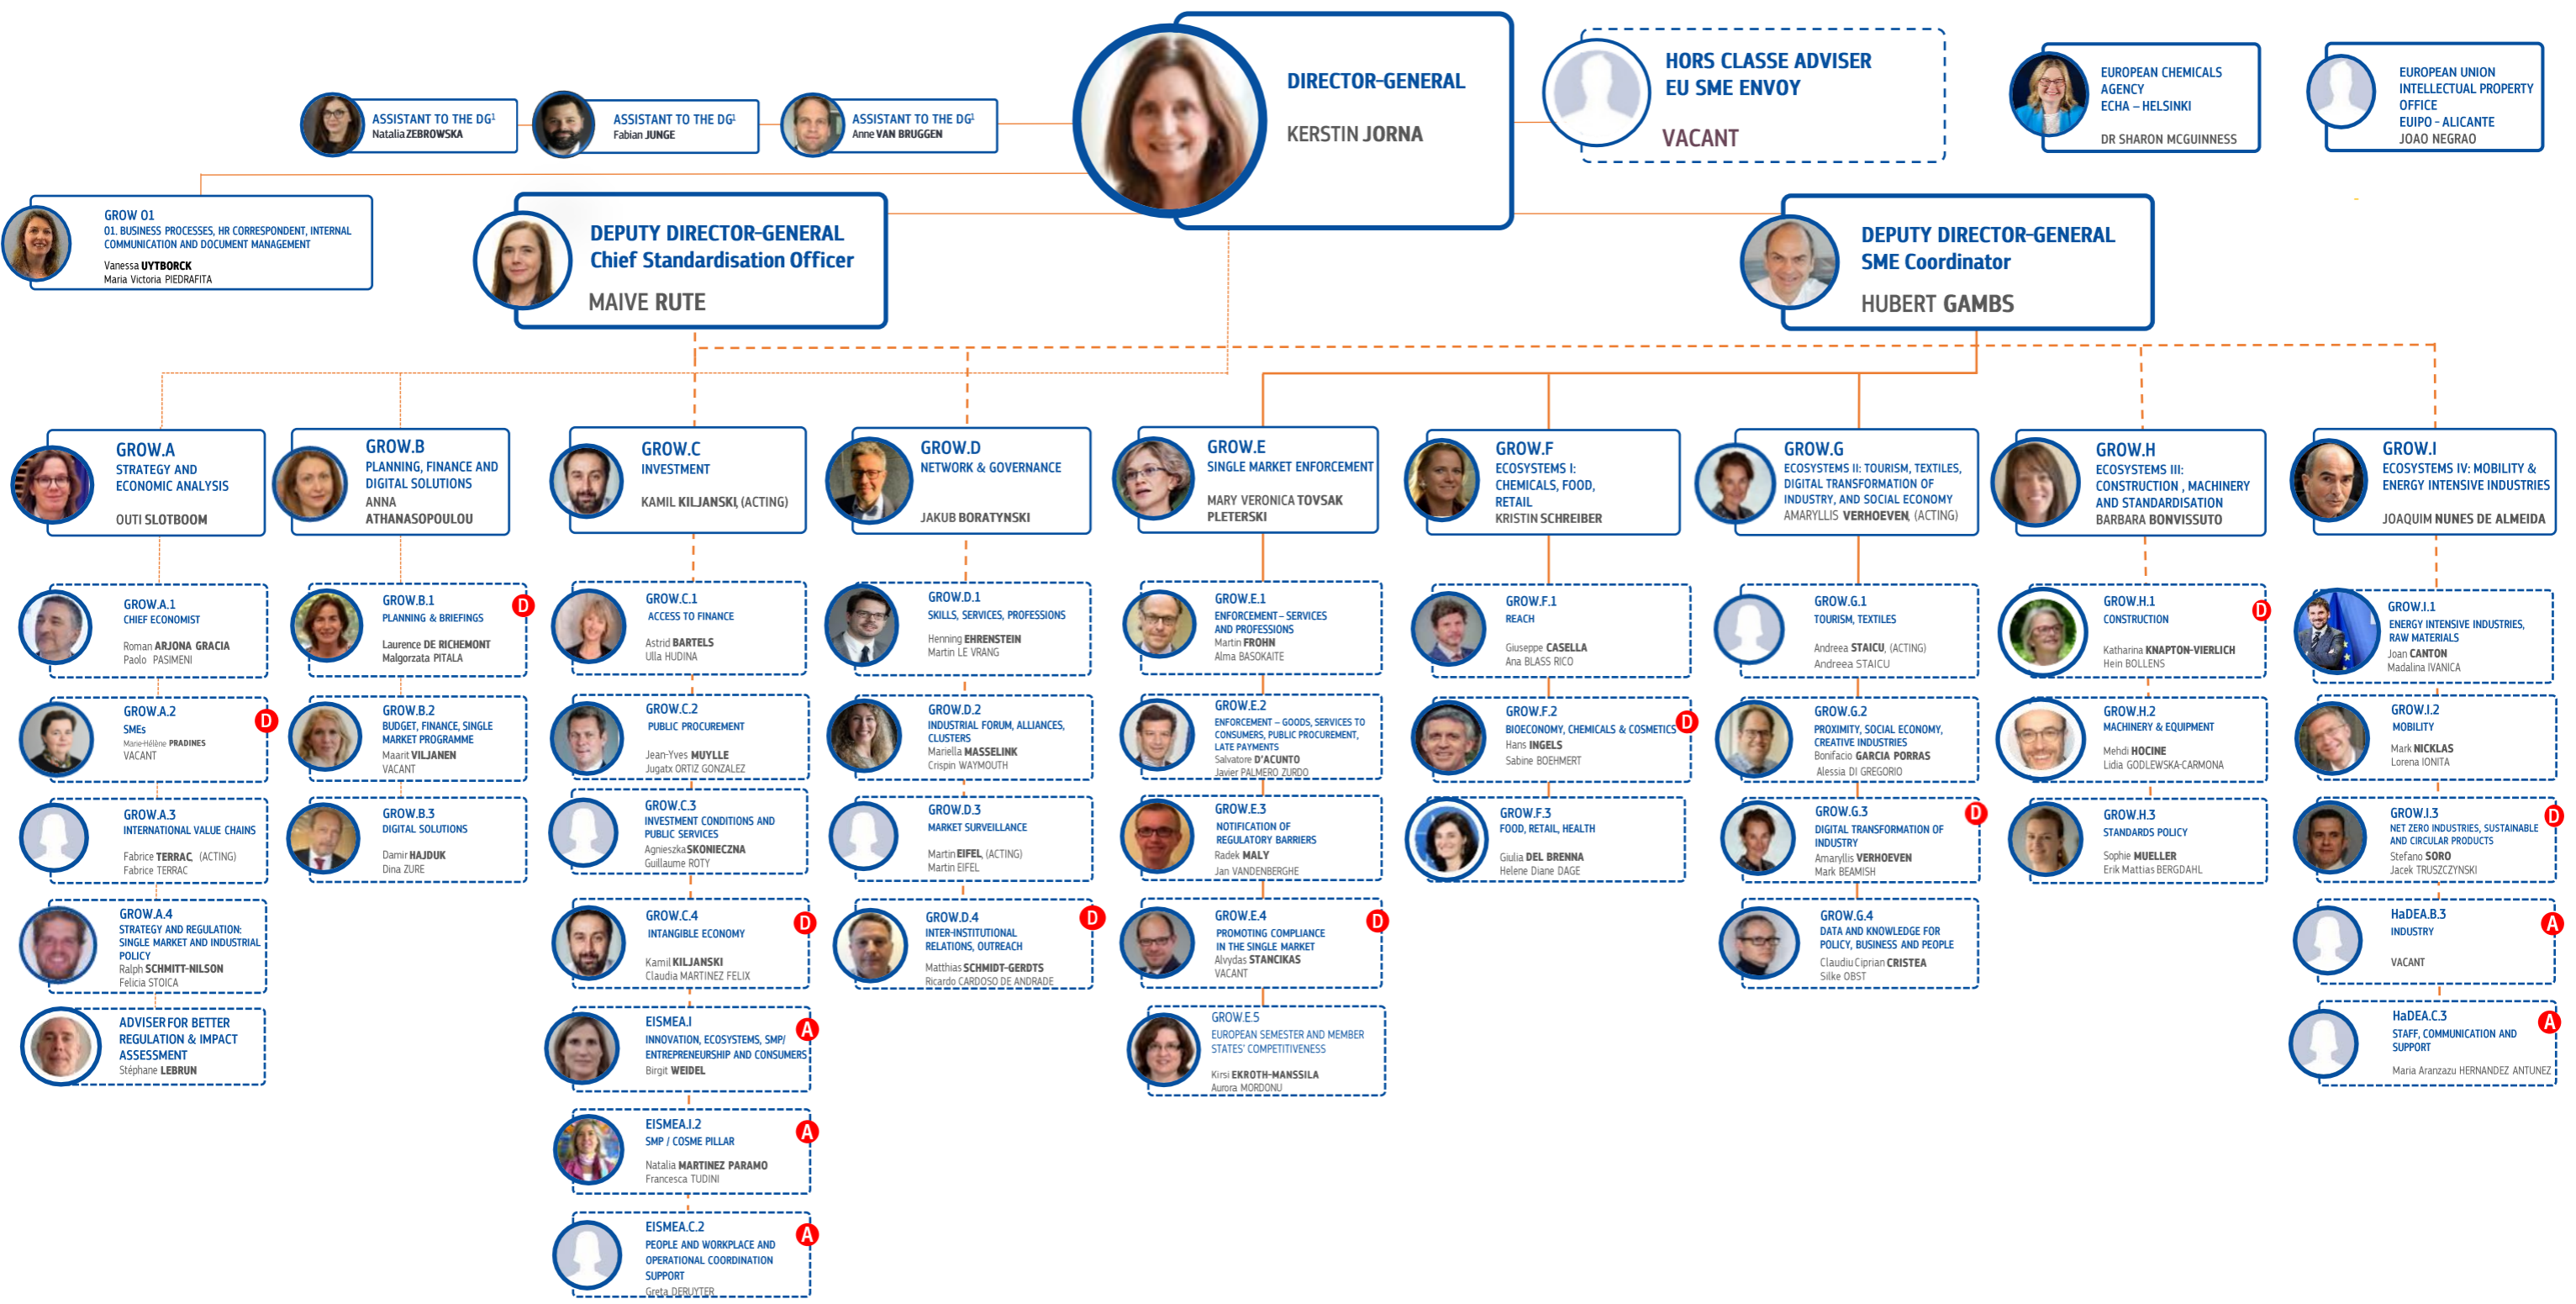 DIRECTOR-GENERAL
KERSTIN JORNA
HORS CLASSE ADVISER
EU SME ENVOY
VACANT
EUROPEAN CHEMICALS
AGENCY
ECHA – HELSINKI
DR SHARON MCGUINNESS
EUROPEAN UNION
INTELLECTUAL PROPERTY
OFFICE
EUIPO - ALICANTE
JOAO NEGRAO
ASSISTANT TO THE DG¹
Natalia ZEBROWSKA
ASSISTANT TO THE DG¹
Fabian JUNGE
ASSISTANT TO THE DG¹
Anne VAN BRUGGEN
GROW 01
01. BUSINESS PROCESSES, HR CORRESPONDENT, INTERNAL
COMMUNICATION AND DOCUMENT MANAGEMENT
Vanessa UYTBORCK
Maria Victoria PIEDRAFITA
DEPUTY DIRECTOR-GENERAL
Chief Standardisation Officer
MAIVE RUTE
DEPUTY DIRECTOR-GENERAL
SME Coordinator
HUBERT GAMBS
GROW.A
STRATEGY AND
ECONOMIC ANALYSIS
OUTI SLOTBOOM
GROW.B
PLANNING, FINANCE AND
DIGITAL SOLUTIONS
ANNA
ATHANASOPOULOU
GROW.C
INVESTMENT
KAMIL KILJANSKI, (ACTING)
GROW.D
NETWORK & GOVERNANCE
JAKUB BORATYNSKI
GROW.E
SINGLE MARKET ENFORCEMENT
MARY VERONICA TOVSAK
PLETERSKI
GROW.F
ECOSYSTEMS I:
CHEMICALS, FOOD,
RETAIL
KRISTIN SCHREIBER
GROW.G
ECOSYSTEMS II: TOURISM, TEXTILES,
DIGITAL TRANSFORMATION OF
INDUSTRY, AND SOCIAL ECONOMY
AMARYLLIS VERHOEVEN, (ACTING)
GROW.H
ECOSYSTEMS III:
CONSTRUCTION , MACHINERY
AND STANDARDISATION
BARBARA BONVISSUTO
GROW.I
ECOSYSTEMS IV: MOBILITY &
ENERGY INTENSIVE INDUSTRIES
JOAQUIM NUNES DE ALMEIDA
GROW.A.1
CHIEF ECONOMIST
Roman ARJONA GRACIA
Paolo PASIMENI
GROW.A.2
SMEs
Marie-Hélène PRADINES
VACANT
D
GROW.A.3
INTERNATIONAL VALUE CHAINS
Fabrice TERRAC, (ACTING)
Fabrice TERRAC
GROW.A.4
STRATEGY AND REGULATION:
SINGLE MARKET AND INDUSTRIAL
POLICY
Ralph SCHMITT-NILSON
Felicia STOICA
ADVISER FOR BETTER
REGULATION & IMPACT
ASSESSMENT
Stéphane LEBRUN
GROW.B.1
PLANNING & BRIEFINGS
Laurence DE RICHEMONT
Malgorzata PITALA
D
GROW.B.2
BUDGET, FINANCE, SINGLE
MARKET PROGRAMME
Maarit VILJANEN
VACANT
GROW.B.3
DIGITAL SOLUTIONS
Damir HAJDUK
Dina ZURE
GROW.C.1
ACCESS TO FINANCE
Astrid BARTELS
Ulla HUDINA
GROW.C.2
PUBLIC PROCUREMENT
Jean-Yves MUYLLE
Jugatx ORTIZ GONZALEZ
GROW.C.3
INVESTMENT CONDITIONS AND
PUBLIC SERVICES
Agnieszka SKONIECZNA
Guillaume ROTY
GROW.C.4
INTANGIBLE ECONOMY
Kamil KILJANSKI
Claudia MARTINEZ FELIX
D
EISMEA.I
INNOVATION, ECOSYSTEMS, SMP/
ENTREPRENEURSHIP AND CONSUMERS
Birgit WEIDEL
A
EISMEA.I.2
SMP / COSME PILLAR
Natalia MARTINEZ PARAMO
Francesca TUDINI
A
EISMEA.C.2
PEOPLE AND WORKPLACE AND
OPERATIONAL COORDINATION
SUPPORT
Greta DERUYTER
A
GROW.D.1
SKILLS, SERVICES, PROFESSIONS
Henning EHRENSTEIN
Martin LE VRANG
GROW.D.2
INDUSTRIAL FORUM, ALLIANCES,
CLUSTERS
Mariella MASSELINK
Crispin WAYMOUTH
GROW.D.3
MARKET SURVEILLANCE
Martin EIFEL, (ACTING)
Martin EIFEL
GROW.D.4
INTER-INSTITUTIONAL
RELATIONS, OUTREACH
Matthias SCHMIDT-GERDTS
Ricardo CARDOSO DE ANDRADE
D
GROW.E.1
ENFORCEMENT – SERVICES
AND PROFESSIONS
Martin FROHN
Alma BASOKAITE
GROW.E.2
ENFORCEMENT – GOODS, SERVICES TO
CONSUMERS, PUBLIC PROCUREMENT,
LATE PAYMENTS
Salvatore D'ACUNTO
Javier PALMERO ZURDO
GROW.E.3
NOTIFICATION OF
REGULATORY BARRIERS
Radek MALY
Jan VANDENBERGHE
GROW.E.4
PROMOTING COMPLIANCE
IN THE SINGLE MARKET
Alvydas STANCIKAS
VACANT
D
GROW.E.5
EUROPEAN SEMESTER AND MEMBER
STATES' COMPETITIVENESS
Kirsi EKROTH-MANSSILA
Aurora MORDONU
GROW.F.1
REACH
Giuseppe CASELLA
Ana BLASS RICO
GROW.F.2
BIOECONOMY, CHEMICALS & COSMETICS
Hans INGELS
Sabine BOEHMERT
D
GROW.F.3
FOOD, RETAIL, HEALTH
Giulia DEL BRENNA
Helene Diane DAGE
GROW.G.1
TOURISM, TEXTILES
Andreea STAICU, (ACTING)
Andreea STAICU
GROW.G.2
PROXIMITY, SOCIAL ECONOMY,
CREATIVE INDUSTRIES
Bonifacio GARCIA PORRAS
Alessia DI GREGORIO
GROW.G.3
DIGITAL TRANSFORMATION OF
INDUSTRY
Amaryllis VERHOEVEN
Mark BEAMISH
D
GROW.G.4
DATA AND KNOWLEDGE FOR
POLICY, BUSINESS AND PEOPLE
Claudiu Ciprian CRISTEA
Silke OBST
GROW.H.1
CONSTRUCTION
Katharina KNAPTON-VIERLICH
Hein BOLLENS
D
GROW.H.2
MACHINERY & EQUIPMENT
Mehdi HOCINE
Lidia GODLEWSKA-CARMONA
GROW.H.3
STANDARDS POLICY
Sophie MUELLER
Erik Mattias BERGDAHL
GROW.I.1
ENERGY INTENSIVE INDUSTRIES,
RAW MATERIALS
Joan CANTON
Madalina IVANICA
GROW.I.2
MOBILITY
Mark NICKLAS
Lorena IONITA
GROW.I.3
NET ZERO INDUSTRIES, SUSTAINABLE
AND CIRCULAR PRODUCTS
Stefano SORO
Jacek TRUSZCZYNSKI
D
HaDEA.B.3
INDUSTRY
VACANT
A
HaDEA.C.3
STAFF, COMMUNICATION AND
SUPPORT
Maria Aranzazu HERNANDEZ ANTUNEZ
A